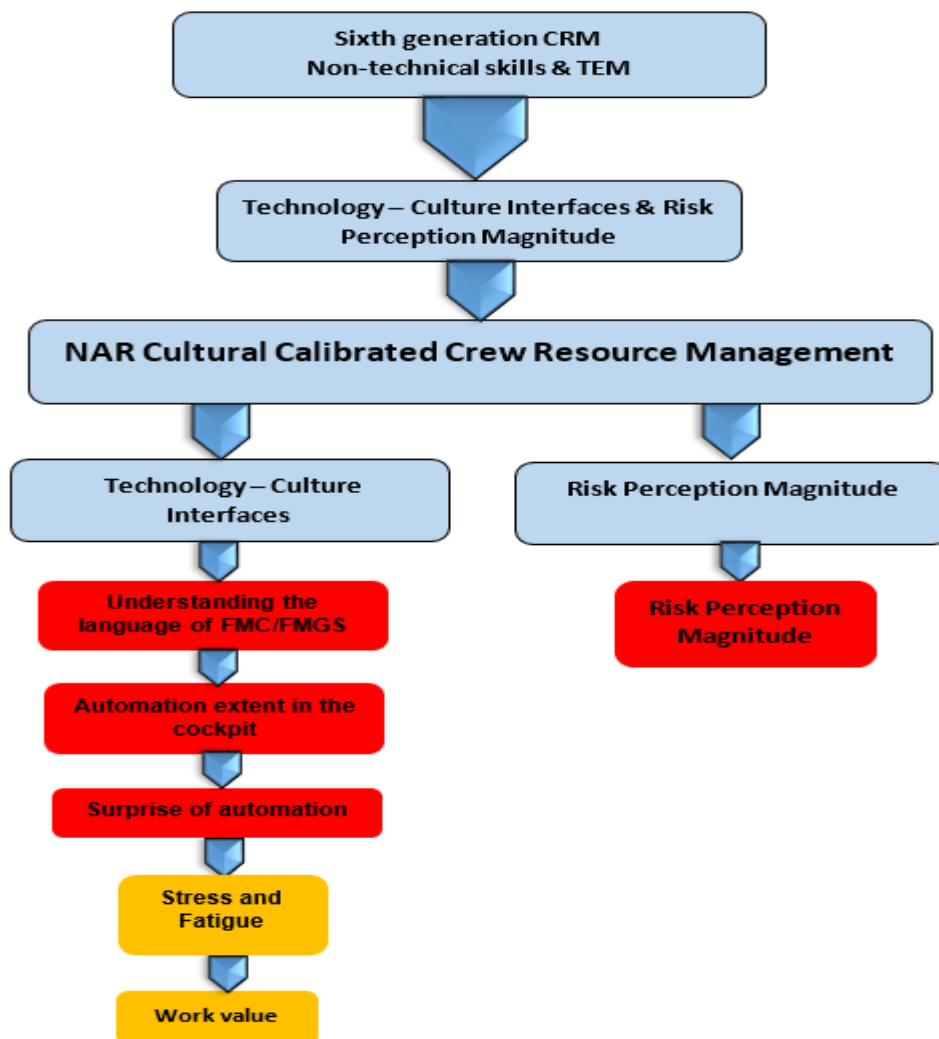 Sixth generation CRM
Non-technical skills & TEM
Technology – Culture Interfaces & Risk
Perception Magnitude
NAR Cultural Calibrated Crew Resource Management
Technology – Culture
Interfaces
Risk Perception Magnitude
Understanding the
language of FMC/FMGS
Risk Perception
Magnitude
Automation extent in the
cockpit
Surprise of automation
Stress and
Fatigue
Work value